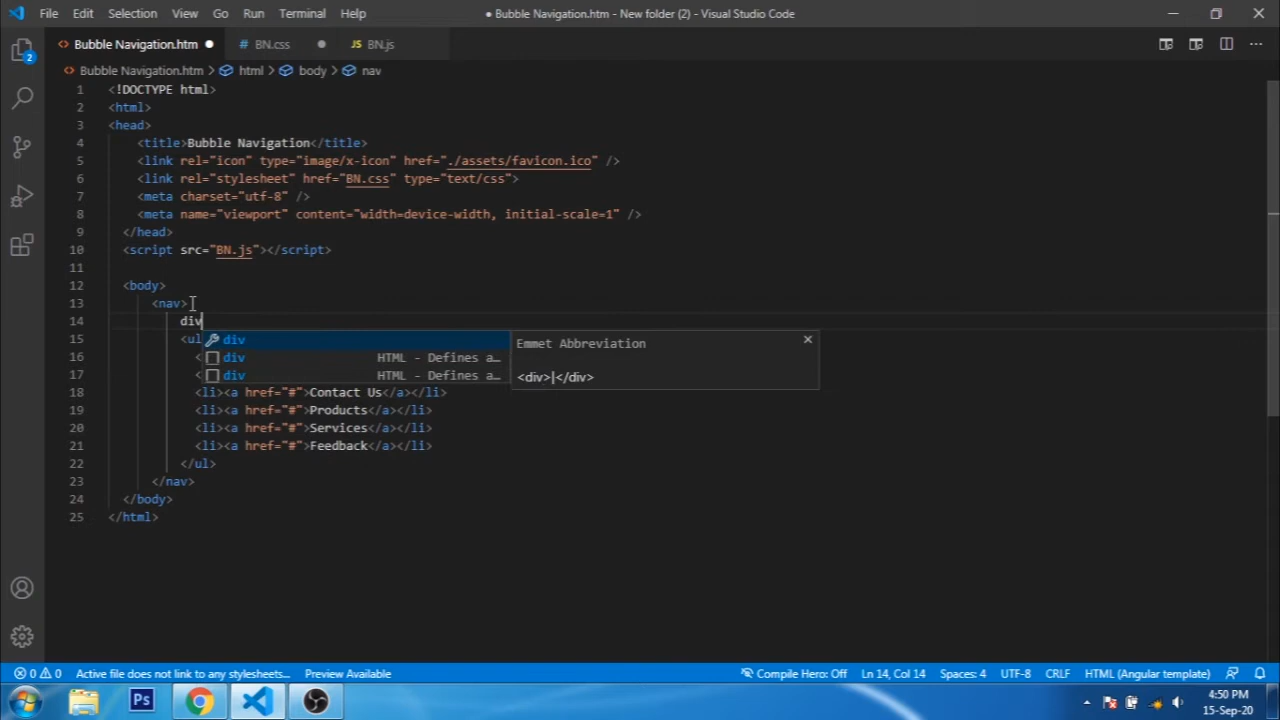 File Edit Selection View Go Run Terminal Help
● Bubble Navigation.htm - New folder (2) - Visual Studio Code
2
<> Bubble Navigation.htm ●
# BN.css ●
JS BN.js
<> Bubble Navigation.htm > html > body > nav
1 <!DOCTYPE html>
2 <html>
3 <head>
4 <title>Bubble Navigation</title>
5 <link rel="icon" type="image/x-icon" href="./assets/favicon.ico" />
6 <link rel="stylesheet" href="BN.css" type="text/css">
7 <meta charset="utf-8" />
8 <meta name="viewport" content="width=device-width, initial-scale=1" />
9 </head>
10 <script src="BN.js"></script>
11
12 <body>
13 <nav>
14 div
15 <ul
16 <
17 <
18 <li><a href="#">Contact Us</a></li>
19 <li><a href="#">Products</a></li>
20 <li><a href="#">Services</a></li>
21 <li><a href="#">Feedback</a></li>
22 </ul>
23 </nav>
24 </body>
25 </html>
div
div HTML - Defines a…
div HTML - Defines a…
Emmet Abbreviation
<div>|</div>
0 0 Active file does not link to any stylesheets... Preview Available
Compile Hero: Off Ln 14, Col 14 Spaces: 4 UTF-8 CRLF HTML (Angular template)
Ps
4:50 PM
15-Sep-20